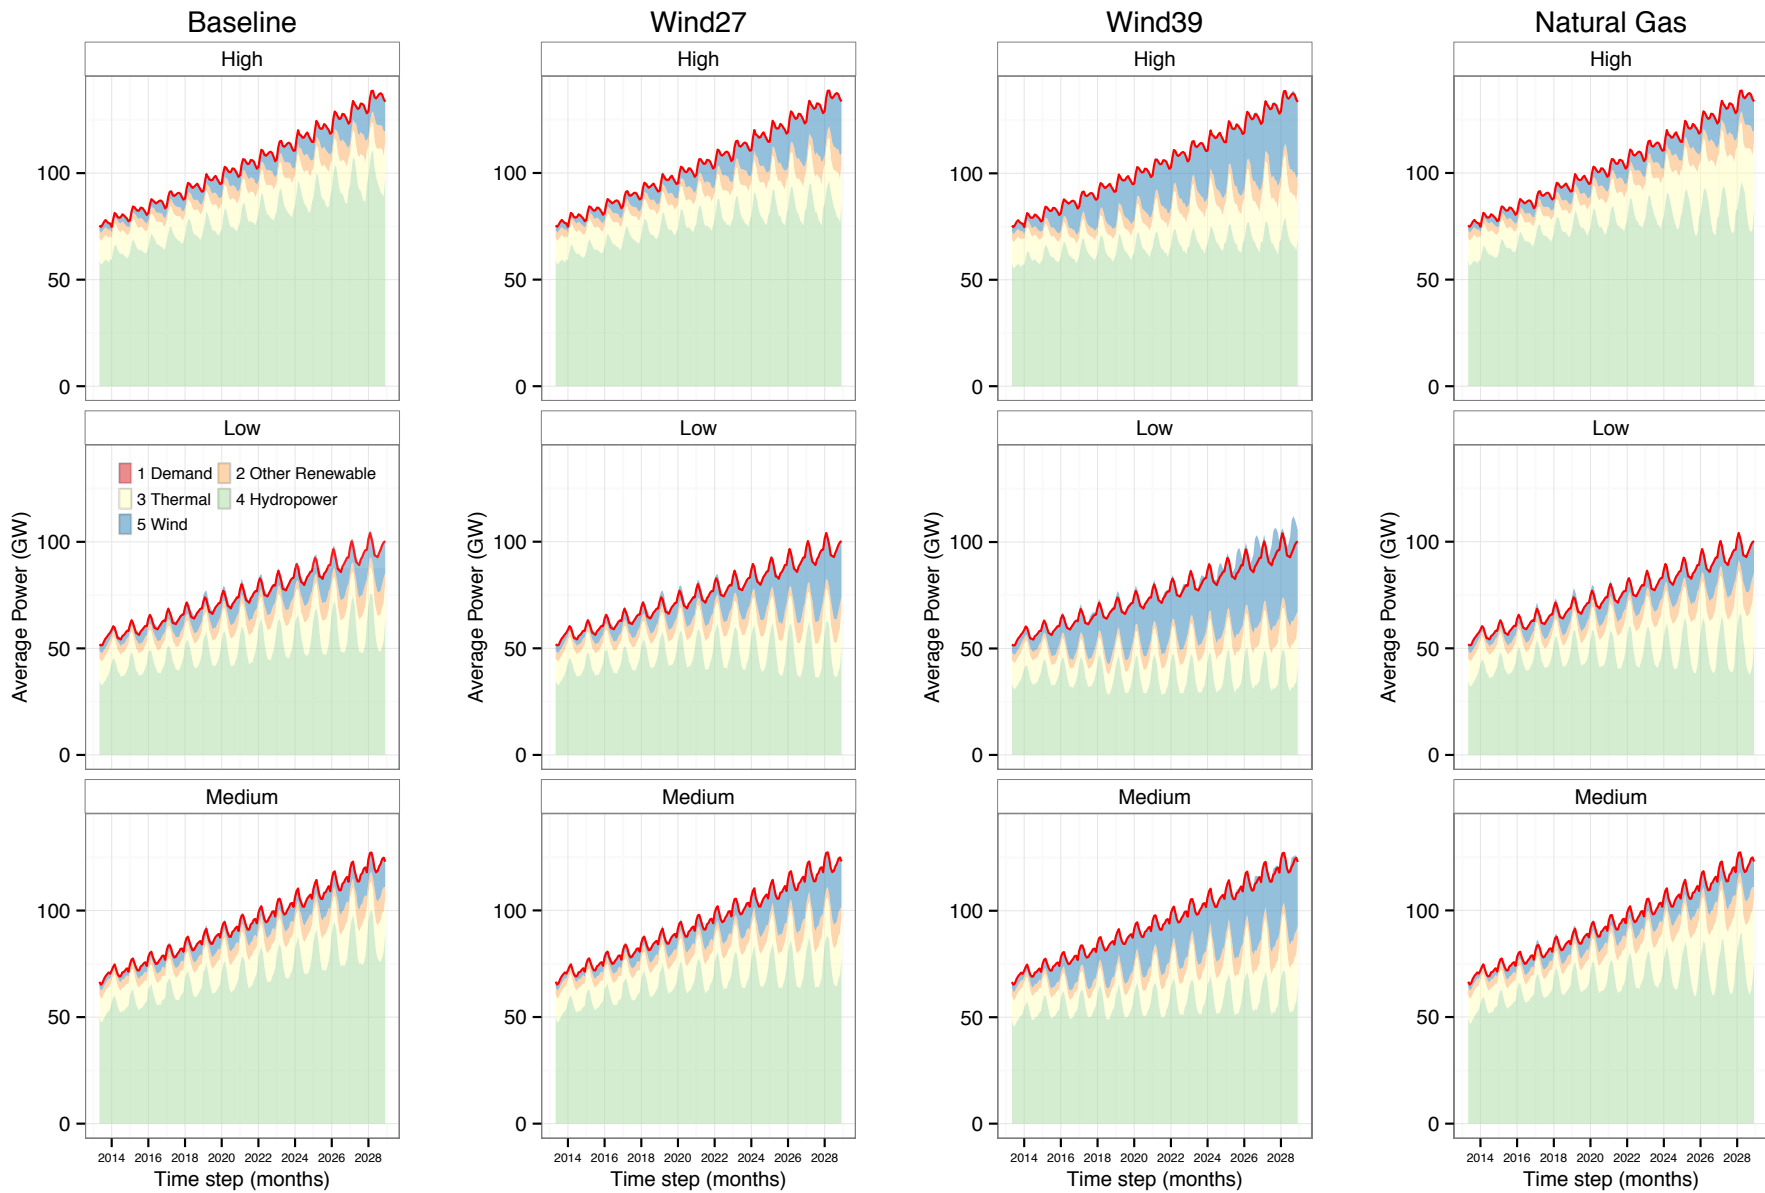 Baseline Wind27 Wind39 Natural Gas
High High High High
100 100 100 100
50 50 50 50
0 0 0 0
Low Low Low Low
1 Demand 2 Other Renewable
3 Thermal 4 Hydropower
5 Wind
Average Power (GW) Average Power (GW) Average Power (GW) Average Power (GW)
100 100 100 100
50 50 50 50
0 0 0 0
Medium Medium Medium Medium
100 100 100 100
50 50 50 50
0 0 0 0
2014 2016 2018 2020 2022 2024 2026 2028 2014 2016 2018 2020 2022 2024 2026 2028 2014 2016 2018 2020 2022 2024 2026 2028 2014 2016 2018 2020 2022 2024 2026 2028
Time step (months) Time step (months) Time step (months) Time step (months)